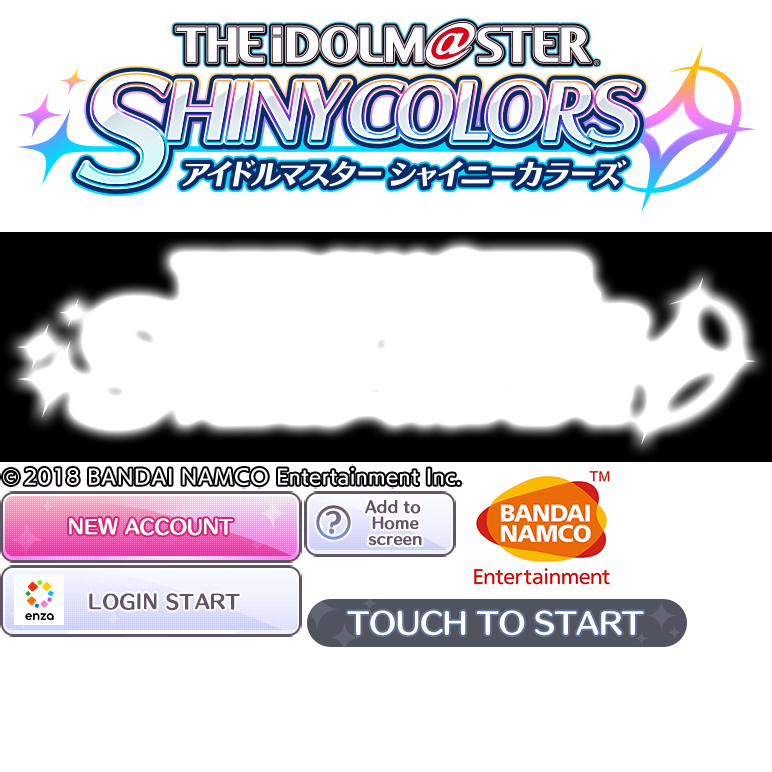 THE iDOLM@STER®
SHINY COLORS
アイドルマスター シャイニーカラーズ
© 2018 BANDAI NAMCO Entertainment Inc.
NEW ACCOUNT
? Add to
Home
screen
TM
BANDAI
NAMCO
Entertainment
enza
LOGIN START
TOUCH TO START